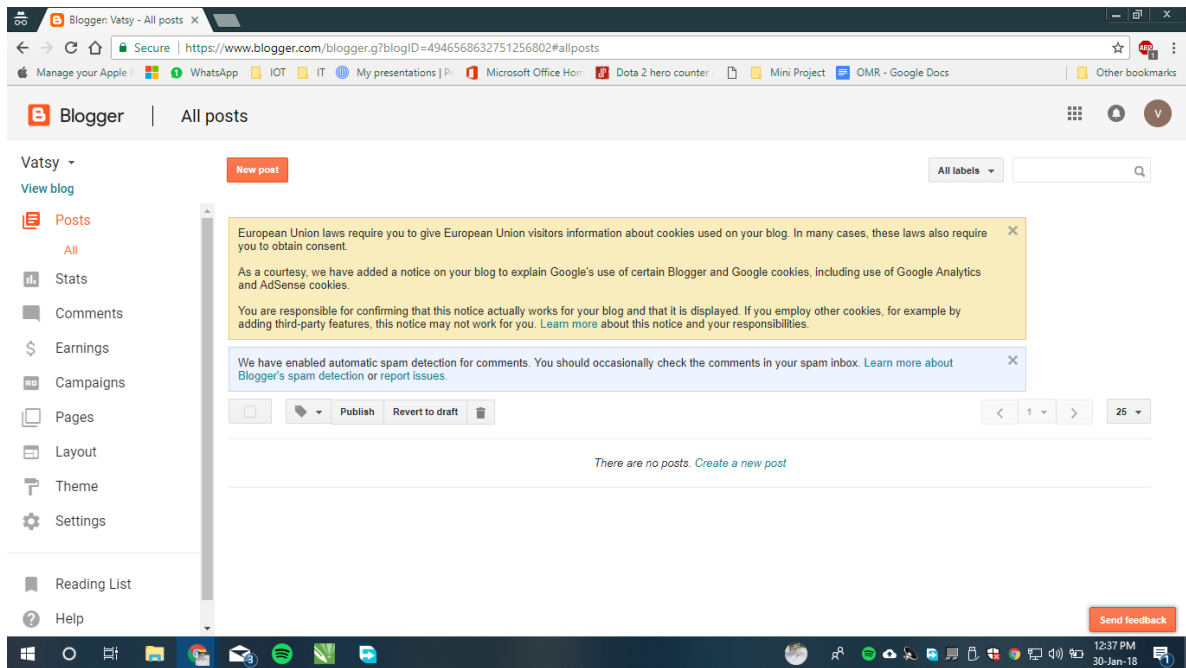 Blogger: Vatsy - All posts
Secure | https://www.blogger.com/blogger.g?blogID=4946568632751256802#allposts
ABP
1
Manage your Apple
WhatsApp
IOT
IT
My presentations | Pr
Microsoft Office Hom
Dota 2 hero counter
Mini Project
OMR - Google Docs
Other bookmarks
Blogger | All posts
V
Vatsy
View blog
New post
All labels
Posts
All
Stats
Comments
Earnings
Campaigns
Pages
Layout
Theme
Settings
Reading List
Help
European Union laws require you to give European Union visitors information about cookies used on your blog. In many cases, these laws also require
you to obtain consent.
As a courtesy, we have added a notice on your blog to explain Google's use of certain Blogger and Google cookies, including use of Google Analytics
and AdSense cookies.
You are responsible for confirming that this notice actually works for your blog and that it is displayed. If you employ other cookies, for example by
adding third-party features, this notice may not work for you. Learn more about this notice and your responsibilities.
We have enabled automatic spam detection for comments. You should occasionally check the comments in your spam inbox. Learn more about
Blogger's spam detection or report issues.
Publish
Revert to draft
1
25
There are no posts. Create a new post
Send feedback
3
12:37 PM
30-Jan-18
1